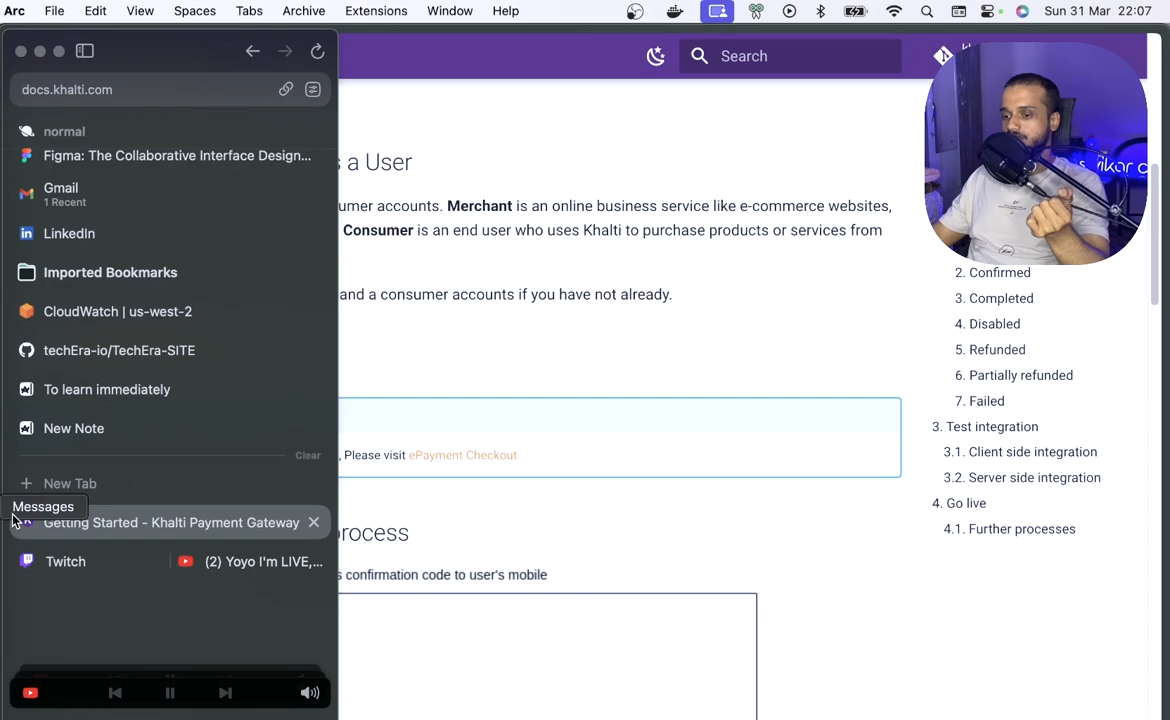 Arc File Edit View Spaces Tabs Archive Extensions Window Help Sun 31 Mar 22:07
docs.khalti.com
normal
Figma: The Collaborative Interface Design...
Gmail
1 Recent
LinkedIn
Imported Bookmarks
CloudWatch | us-west-2
techEra-io/TechEra-SITE
To learn immediately
New Note
Clear
New Tab
Messages
Getting Started - Khalti Payment Gateway
Twitch
(2) Yoyo I'm LIVE,...
Search
s a User
umer accounts. Merchant is an online business service like e-commerce websites,
Consumer is an end user who uses Khalti to purchase products or services from
and a consumer accounts if you have not already.
, Please visit ePayment Checkout
rocess
s confirmation code to user's mobile
2. Confirmed
3. Completed
4. Disabled
5. Refunded
6. Partially refunded
7. Failed
3. Test integration
3.1. Client side integration
3.2. Server side integration
4. Go live
4.1. Further processes